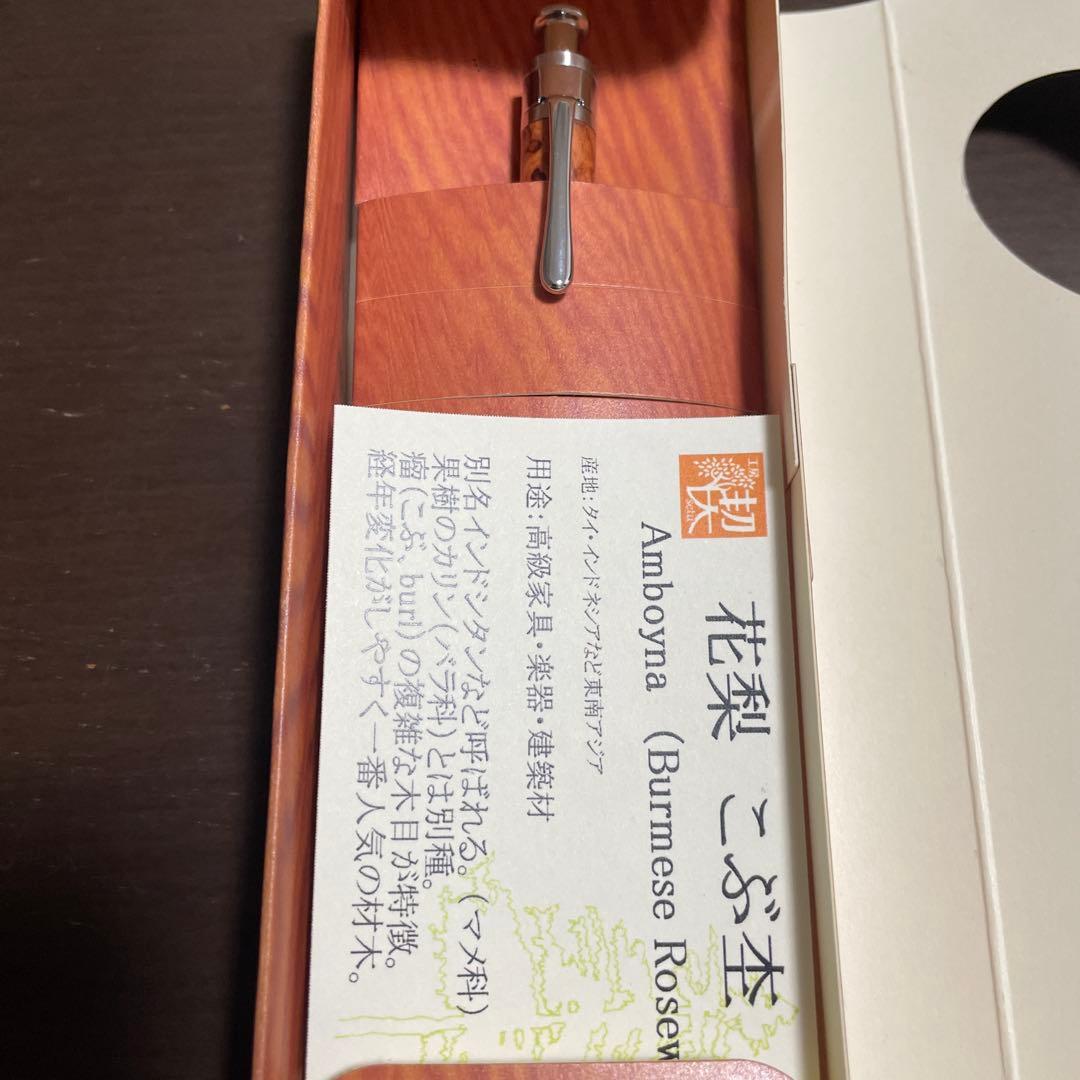 工房
楔
setu
花梨 こぶ杢
Amboyna (Burmese Rosew
産地：タイ・インドネシアなど東南アジア
用途：高級家具・楽器・建築材
別名インドシタンなど呼ばれる。(マメ科)
果樹のカリン(バラ科)とは別種。
瘤(こぶ、burl)の複雑な木目が特徴。
経年変化がしやすく一番人気の材木。